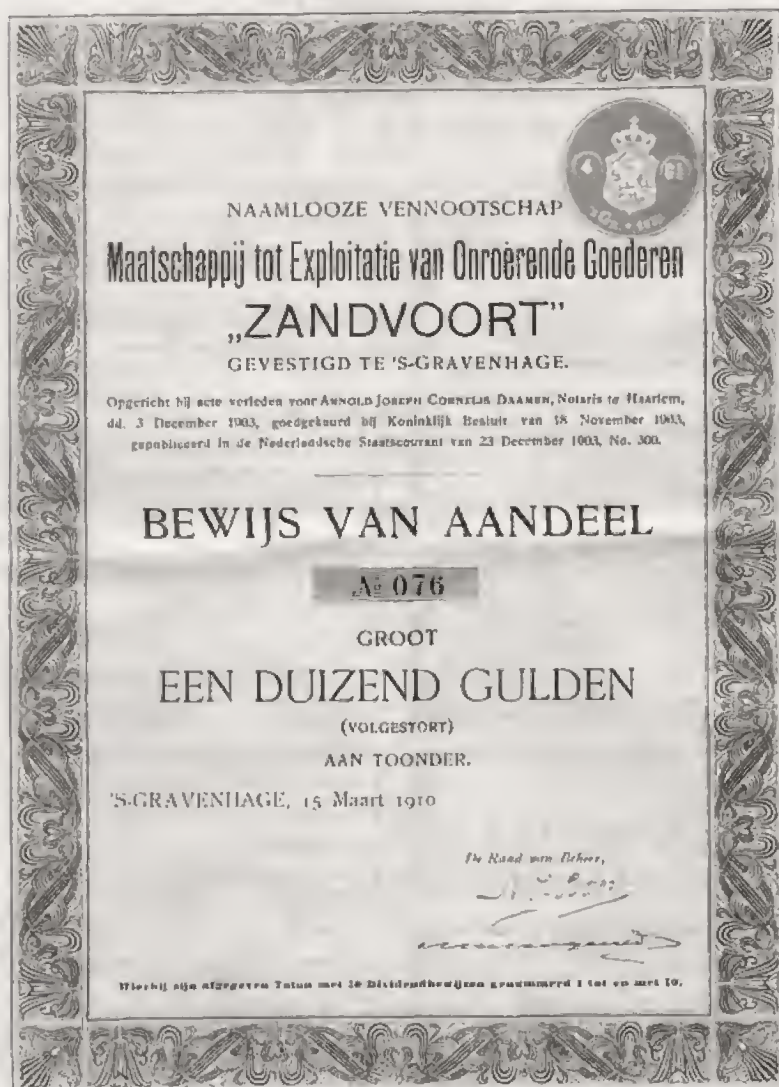 NAAMLOOZE VENNOOTSCHAP
Maatschappij tot Exploitatie van Onroerende Goederen
„ZANDVOORT”
GEVESTIGD TE 'S-GRAVENHAGE.
Opgericht bij acte verleden voor ARNOLD JOSEPH CORNELIS DAAMEN, Notaris te Haarlem,
dd. 3 December 1903, goedgekeurd bij Koninklijk Besluit van 18 November 1903,
gepubliceerd in de Nederlandsche Staatscourant van 23 December 1903, No. 300.
BEWIJS VAN AANDEEL
Nº 076
GROOT
EEN DUIZEND GULDEN
(VOLGESTORT)
AAN TOONDER.
'S-GRAVENHAGE, 15 Maart 1910
De Raad van Beheer,
Hierbij zijn afgegeven Talon met 10 Dividendbewijzen genummerd 1 tot en met 10.